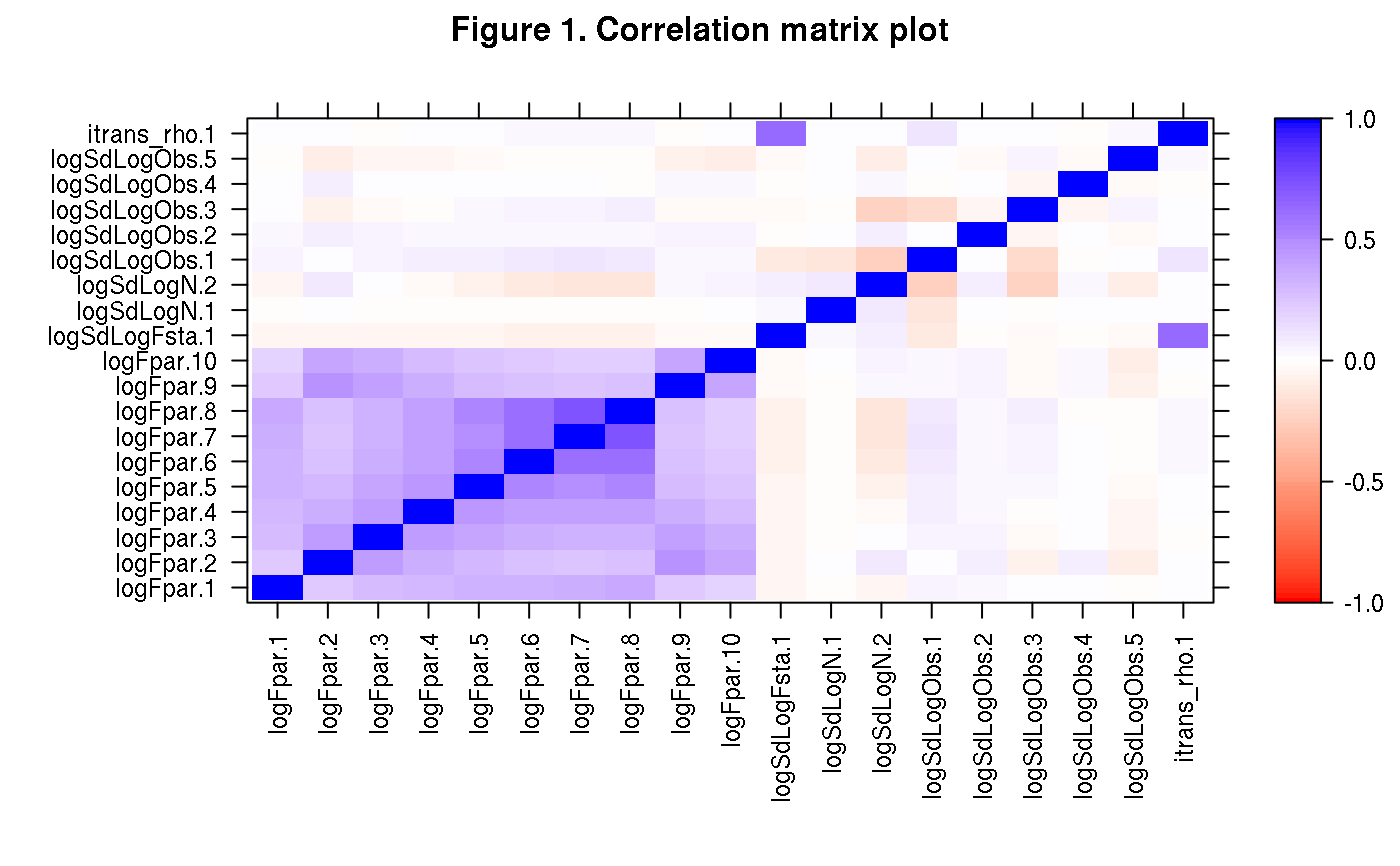 Figure 1. Correlation matrix plot
itrans_rho.1
logSdLogObs.5
logSdLogObs.4
logSdLogObs.3
logSdLogObs.2
logSdLogObs.1
logSdLogN.2
logSdLogN.1
logSdLogFsta.1
logFpar.10
logFpar.9
logFpar.8
logFpar.7
logFpar.6
logFpar.5
logFpar.4
logFpar.3
logFpar.2
logFpar.1
logFpar.1
logFpar.2
logFpar.3
logFpar.4
logFpar.5
logFpar.6
logFpar.7
logFpar.8
logFpar.9
logFpar.10
logSdLogFsta.1
logSdLogN.1
logSdLogN.2
logSdLogObs.1
logSdLogObs.2
logSdLogObs.3
logSdLogObs.4
logSdLogObs.5
itrans_rho.1
1.0
0.5
0.0
-0.5
-1.0